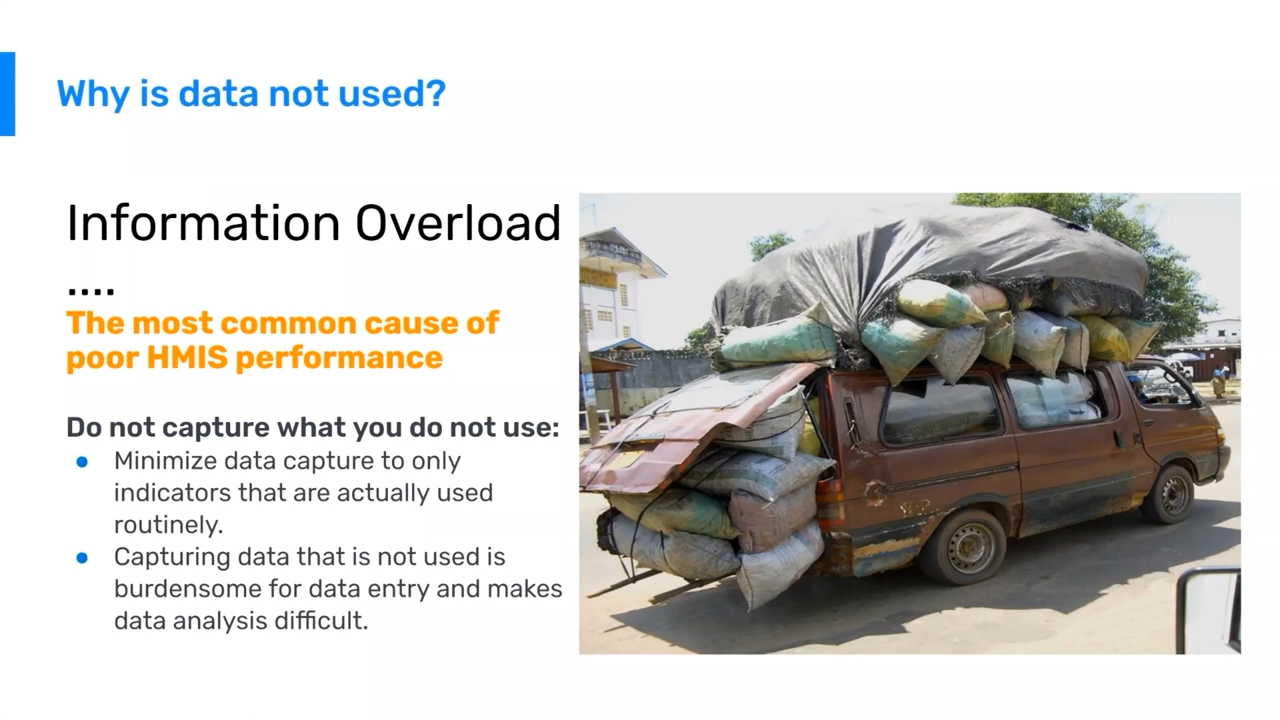 Why is data not used?
Information Overload
....
The most common cause of
poor HMIS performance
Do not capture what you do not use:
● Minimize data capture to only
indicators that are actually used
routinely.
● Capturing data that is not used is
burdensome for data entry and makes
data analysis difficult.